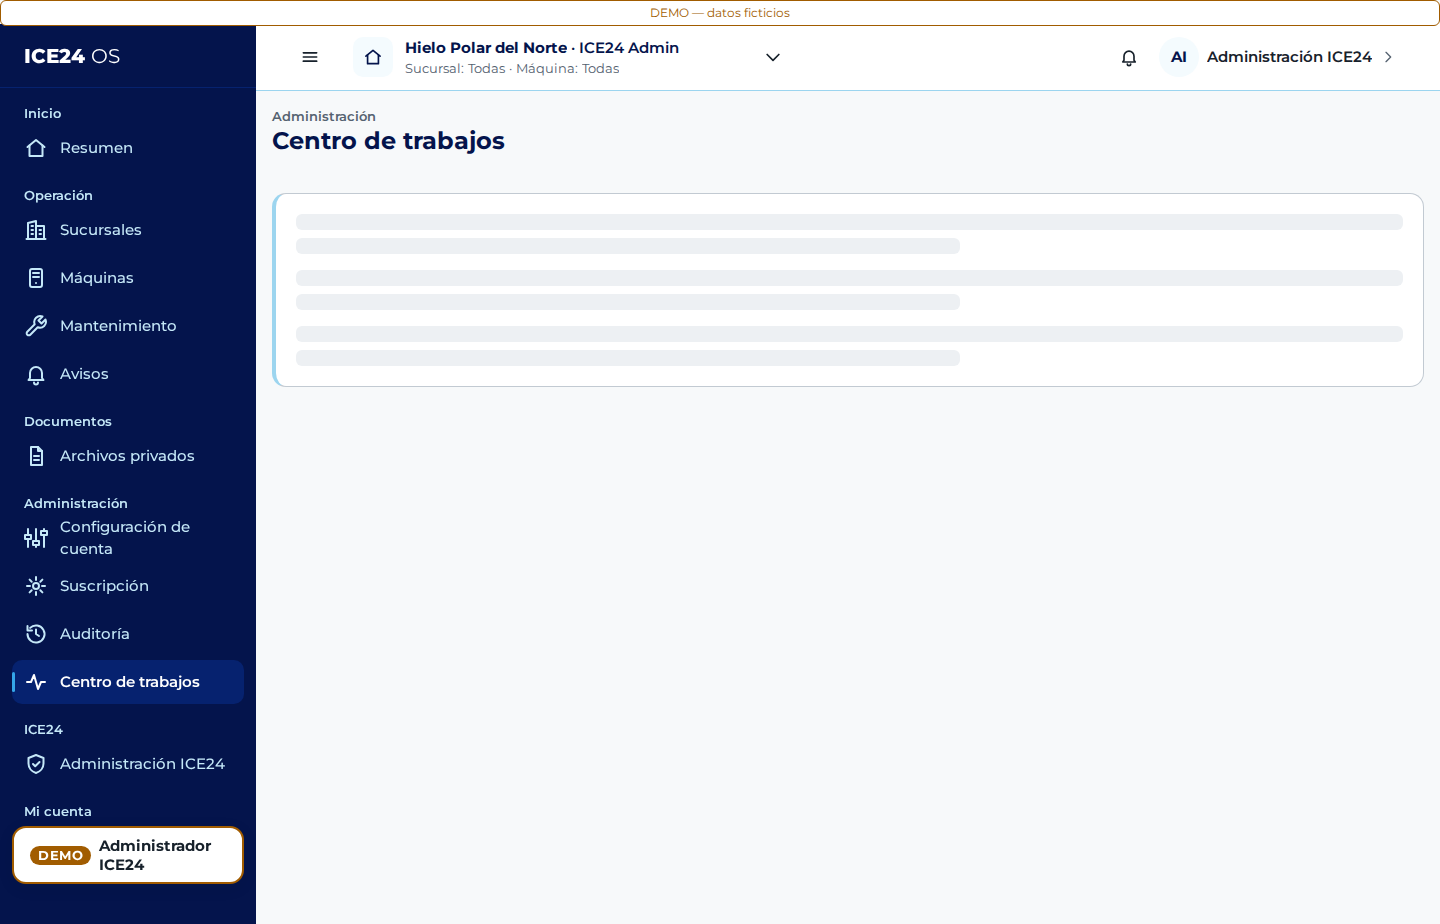 DEMO — datos ficticios
ICE24 OS
Inicio
Resumen
Operación
Sucursales
Máquinas
Mantenimiento
Avisos
Documentos
Archivos privados
Administración
Configuración de
cuenta
Suscripción
Auditoría
Centro de trabajos
ICE24
Administración ICE24
Mi cuenta
DEMO
Administrador
ICE24
Hielo Polar del Norte · ICE24 Admin
Sucursal: Todas · Máquina: Todas
AI
Administración ICE24
Administración
Centro de trabajos